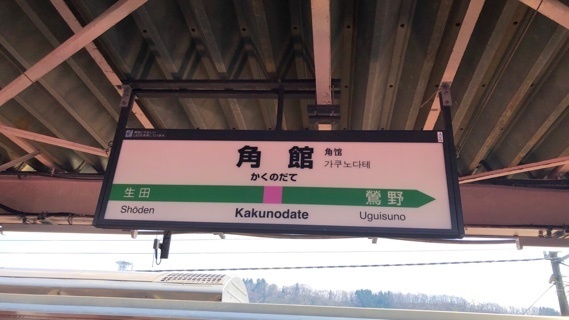 角館 角馆
가쿠노다테
かくのだて
生田 鶯野
Shōden Kakunodate Uguisuno